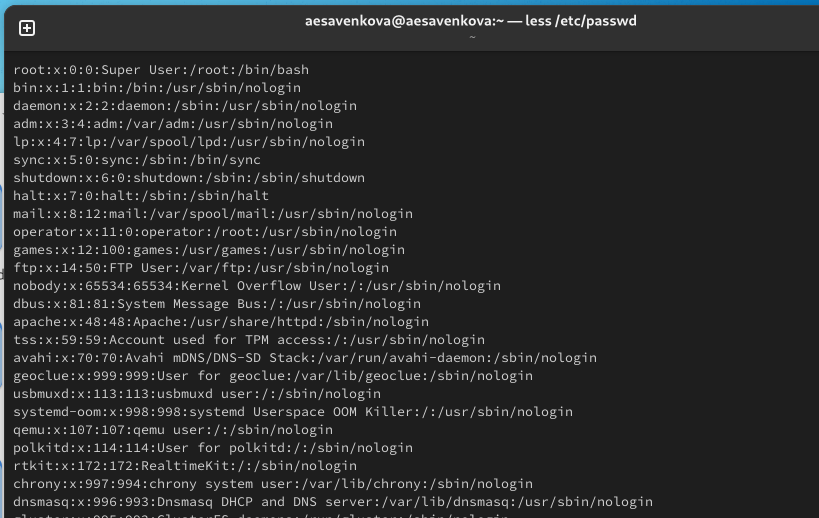 aesavenkova@aesavenkova:~ — less /etc/passwd
~
root:x:0:0:Super User:/root:/bin/bash
bin:x:1:1:bin:/bin:/usr/sbin/nologin
daemon:x:2:2:daemon:/sbin:/usr/sbin/nologin
adm:x:3:4:adm:/var/adm:/usr/sbin/nologin
lp:x:4:7:lp:/var/spool/lpd:/usr/sbin/nologin
sync:x:5:0:sync:/sbin:/bin/sync
shutdown:x:6:0:shutdown:/sbin:/sbin/shutdown
halt:x:7:0:halt:/sbin:/sbin/halt
mail:x:8:12:mail:/var/spool/mail:/usr/sbin/nologin
operator:x:11:0:operator:/root:/usr/sbin/nologin
games:x:12:100:games:/usr/games:/usr/sbin/nologin
ftp:x:14:50:FTP User:/var/ftp:/usr/sbin/nologin
nobody:x:65534:65534:Kernel Overflow User:/:/usr/sbin/nologin
dbus:x:81:81:System Message Bus:/:/usr/sbin/nologin
apache:x:48:48:Apache:/usr/share/httpd:/sbin/nologin
tss:x:59:59:Account used for TPM access:/:/usr/sbin/nologin
avahi:x:70:70:Avahi mDNS/DNS-SD Stack:/var/run/avahi-daemon:/sbin/nologin
geoclue:x:999:999:User for geoclue:/var/lib/geoclue:/sbin/nologin
usbmuxd:x:113:113:usbmuxd user:/:/sbin/nologin
systemd-oom:x:998:998:systemd Userspace OOM Killer:/:/usr/sbin/nologin
qemu:x:107:107:qemu user:/:/sbin/nologin
polkitd:x:114:114:User for polkitd:/:/sbin/nologin
rtkit:x:172:172:RealtimeKit:/:/sbin/nologin
chrony:x:997:994:chrony system user:/var/lib/chrony:/sbin/nologin
dnsmasq:x:996:993:Dnsmasq DHCP and DNS server:/var/lib/dnsmasq:/usr/sbin/nologin